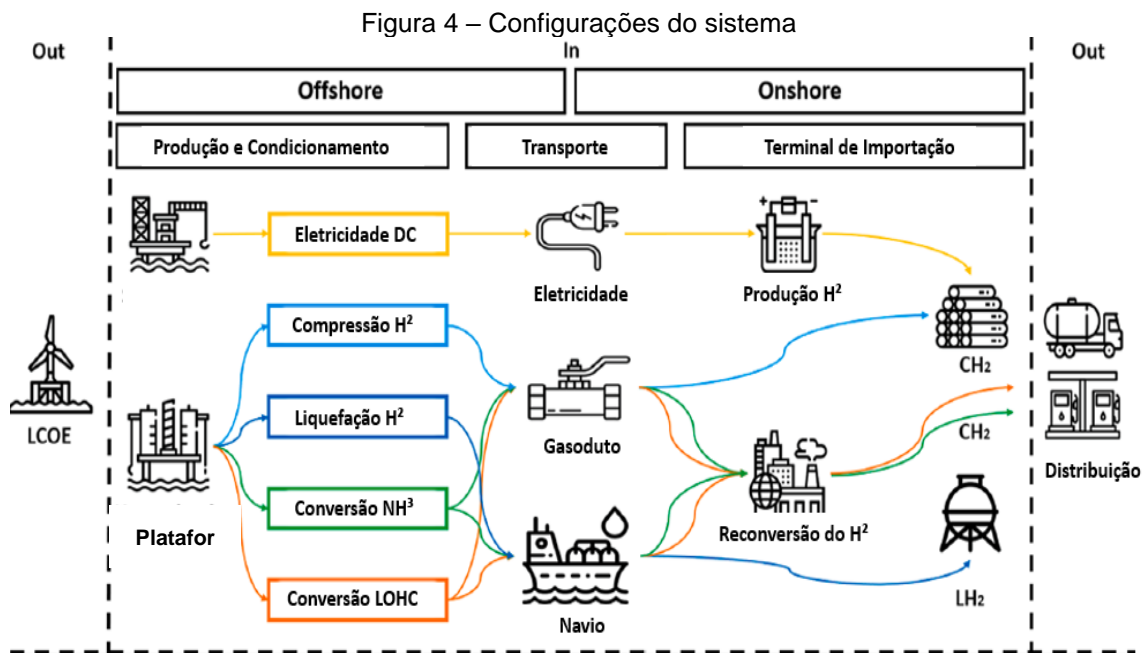 Figura 4 – Configurações do sistema
Out
In
Out
Offshore
Onshore
Produção e Condicionamento
Transporte
Terminal de Importação
Eletricidade DC
Eletricidade
Produção H²
Compressão H²
CH₂
Liquefação H²
Gasoduto
CH₂
LCOE
Distribuição
Conversão NH³
Platafor
Reconversão do H²
Conversão LOHC
Navio
LH₂